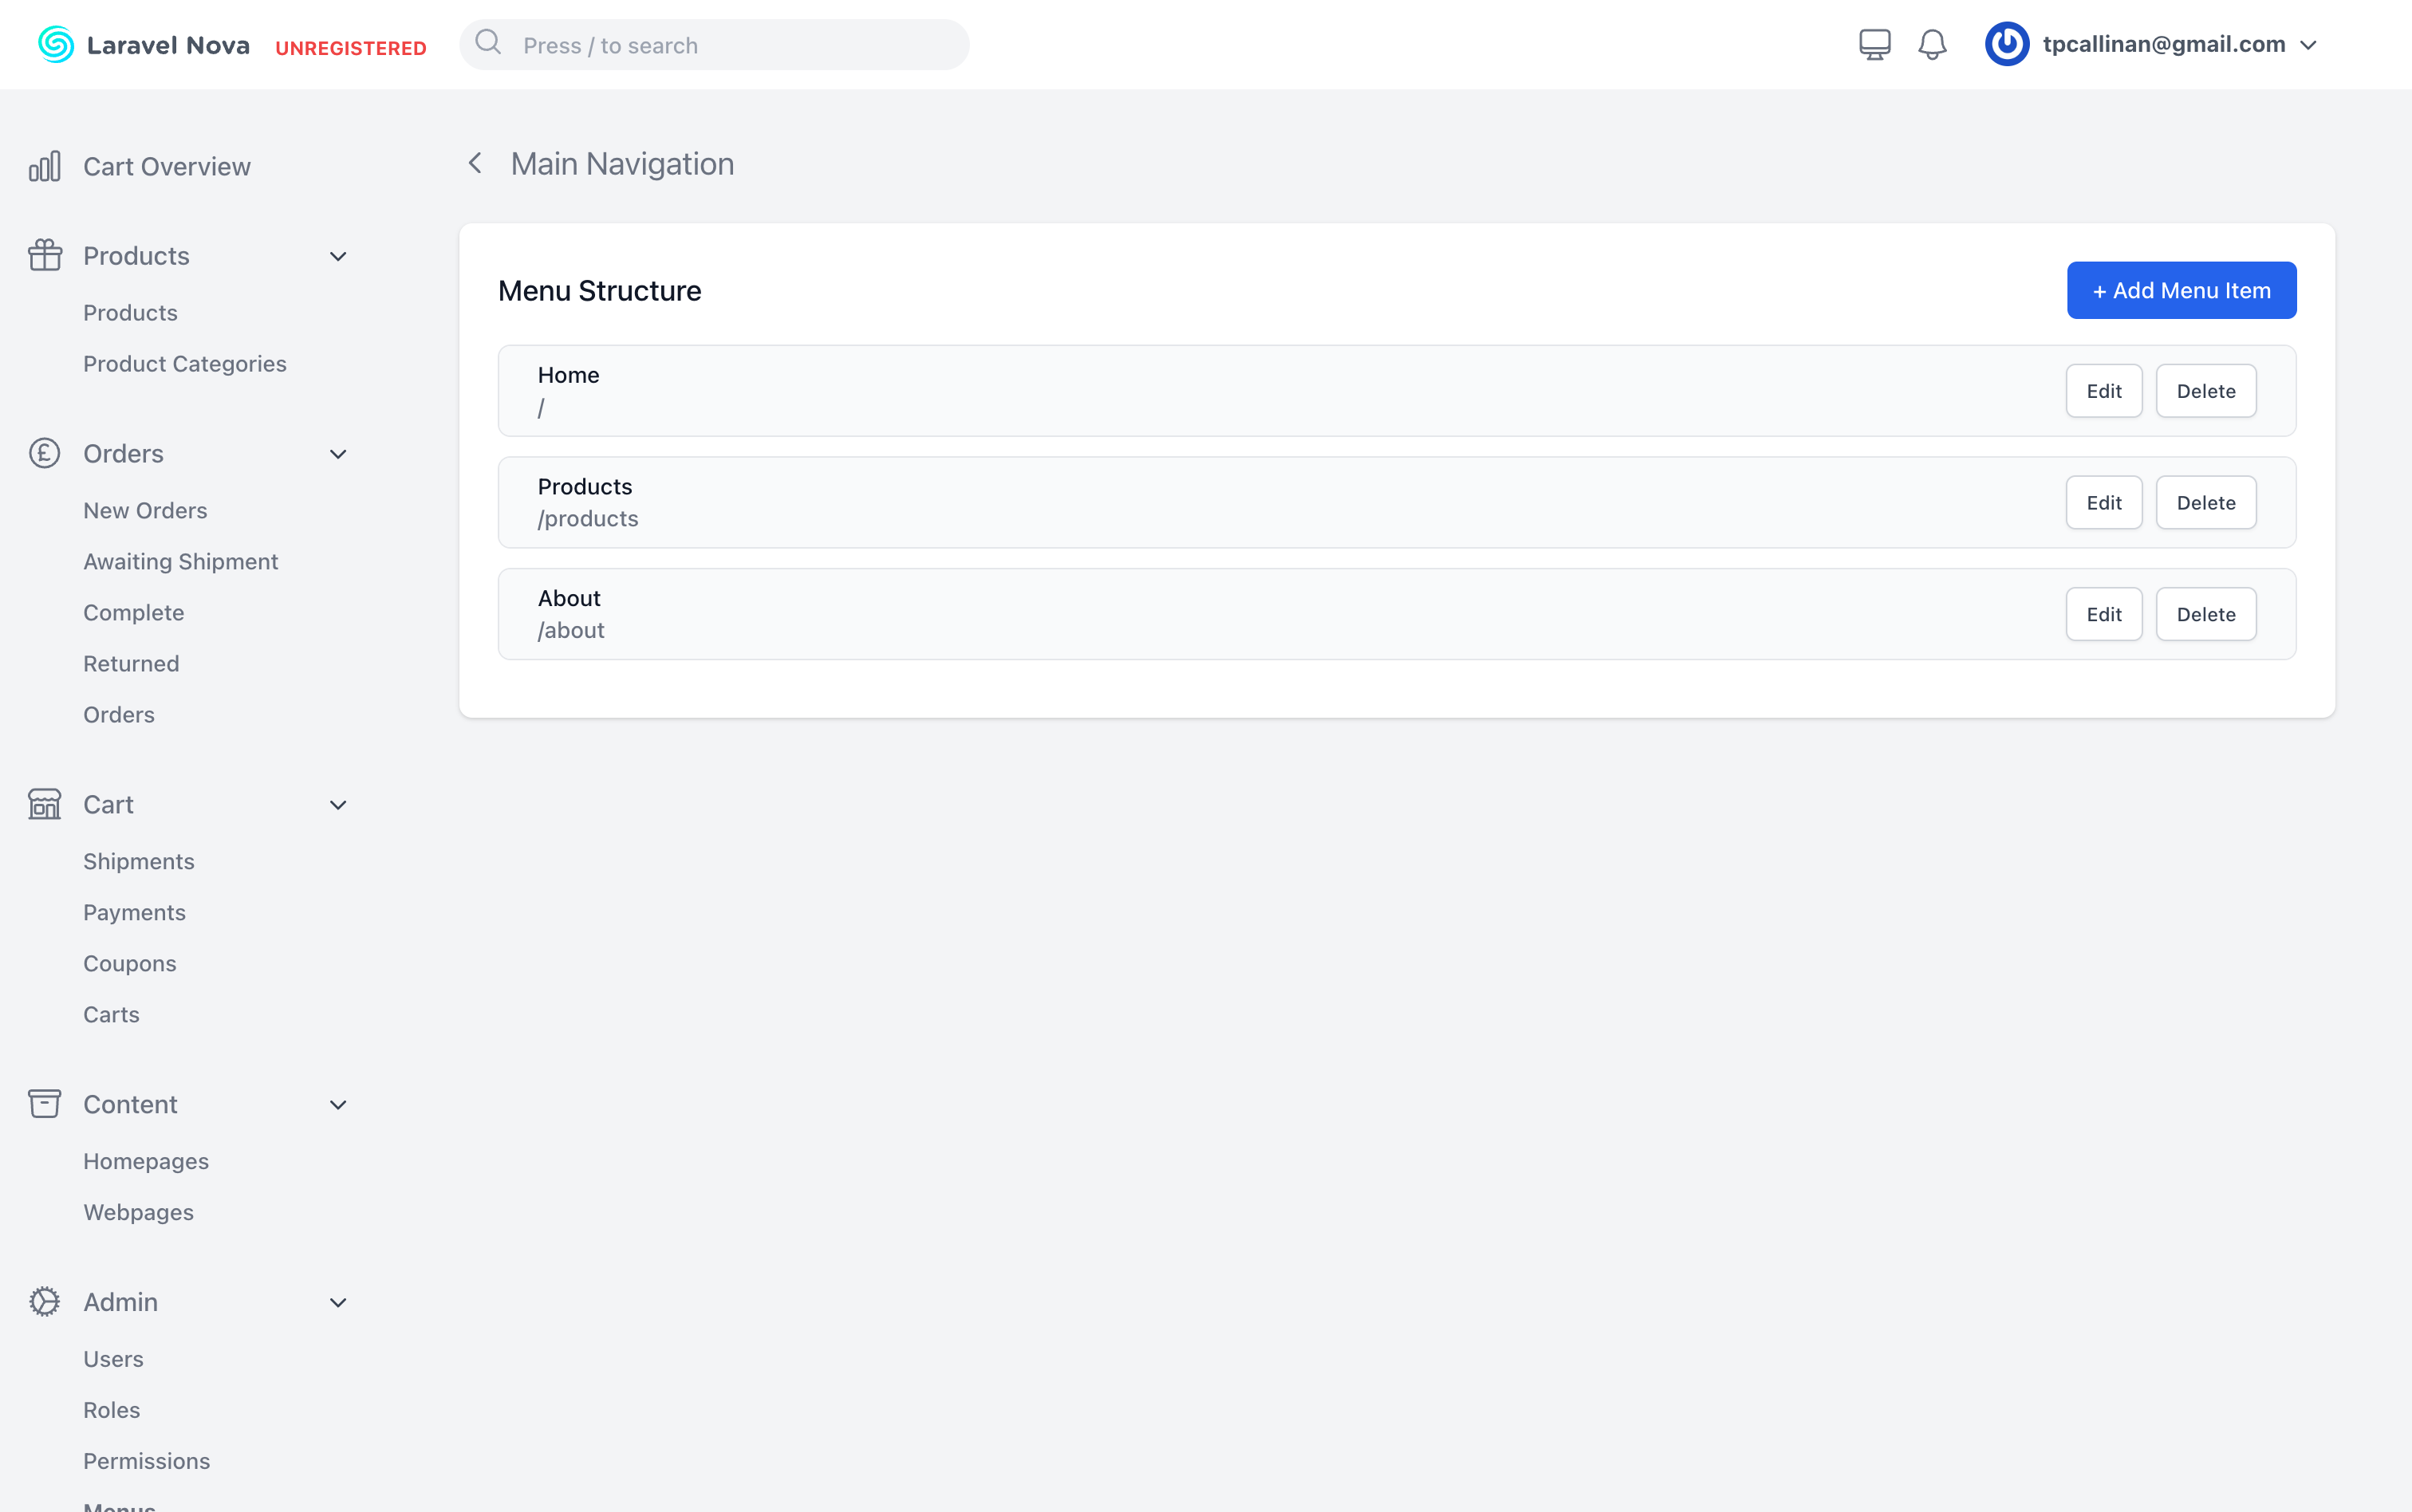 Laravel Nova UNREGISTERED
Press / to search
tpcallinan@gmail.com
Cart Overview
Products
Products
Product Categories
Orders
New Orders
Awaiting Shipment
Complete
Returned
Orders
Cart
Shipments
Payments
Coupons
Carts
Content
Homepages
Webpages
Admin
Users
Roles
Permissions
Menus
Main Navigation
Menu Structure
+ Add Menu Item
Home
/
Edit Delete
Products
/products
Edit Delete
About
/about
Edit Delete